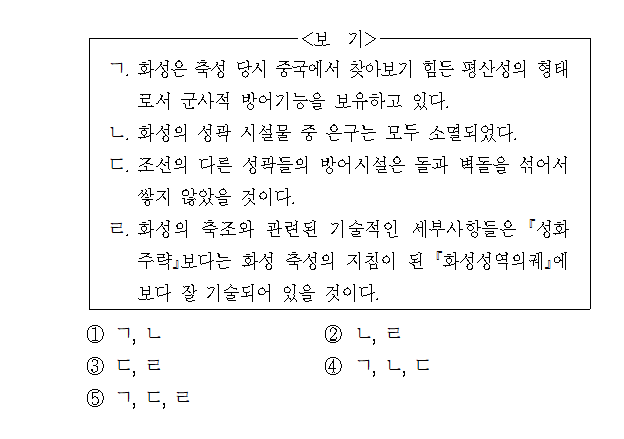 <보 기>
ㄱ. 화성은 축성 당시 중국에서 찾아보기 힘든 평산성의 형태
로서 군사적 방어기능을 보유하고 있다.
ㄴ. 화성의 성곽 시설물 중 은구는 모두 소멸되었다.
ㄷ. 조선의 다른 성곽들의 방어시설은 돌과 벽돌을 섞어서
쌓지 않았을 것이다.
ㄹ. 화성의 축조와 관련된 기술적인 세부사항들은 『성화
주략』보다는 화성 축성의 지침이 된 『화성성역의궤』에
보다 잘 기술되어 있을 것이다.
① ㄱ, ㄴ ② ㄴ, ㄹ
③ ㄷ, ㄹ ④ ㄱ, ㄴ, ㄷ
⑤ ㄱ, ㄷ, ㄹ